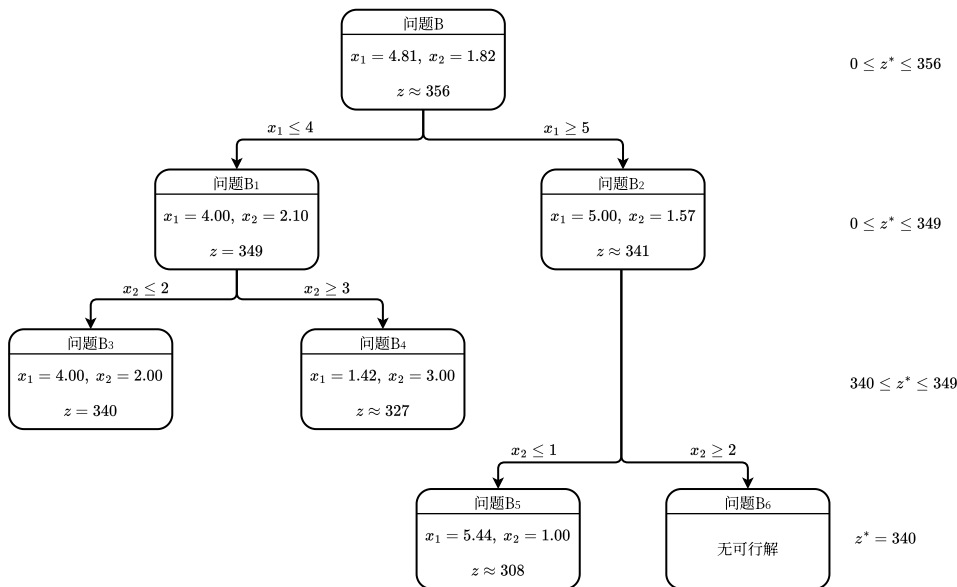 问题B
x₁ = 4.81, x₂ = 1.82
z ≈ 356
0 ≤ z* ≤ 356
x₁ ≤ 4
x₁ ≥ 5
问题B₁
x₁ = 4.00, x₂ = 2.10
z = 349
问题B₂
x₁ = 5.00, x₂ = 1.57
z ≈ 341
0 ≤ z* ≤ 349
x₂ ≤ 2
x₂ ≥ 3
问题B₃
x₁ = 4.00, x₂ = 2.00
z = 340
问题B₄
x₁ = 1.42, x₂ = 3.00
z ≈ 327
340 ≤ z* ≤ 349
x₂ ≤ 1
x₂ ≥ 2
问题B₅
x₁ = 5.44, x₂ = 1.00
z ≈ 308
问题B₆
无可行解
z* = 340